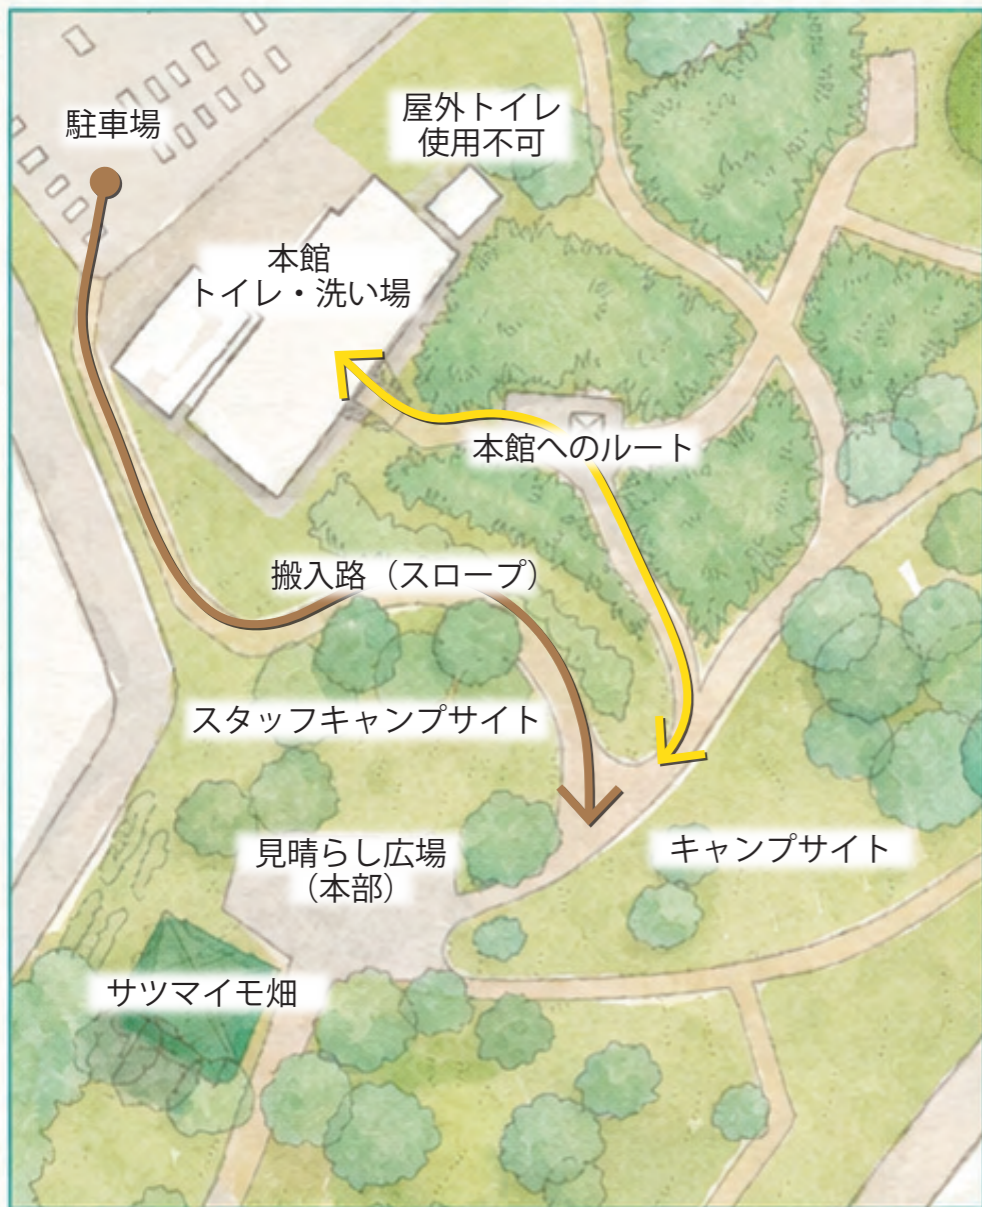 駐車場
屋外トイレ
使用不可
本館
トイレ・洗い場
本館へのルート
搬入路（スロープ）
スタッフキャンプサイト
見晴らし広場
（本部）
キャンプサイト
サツマイモ畑